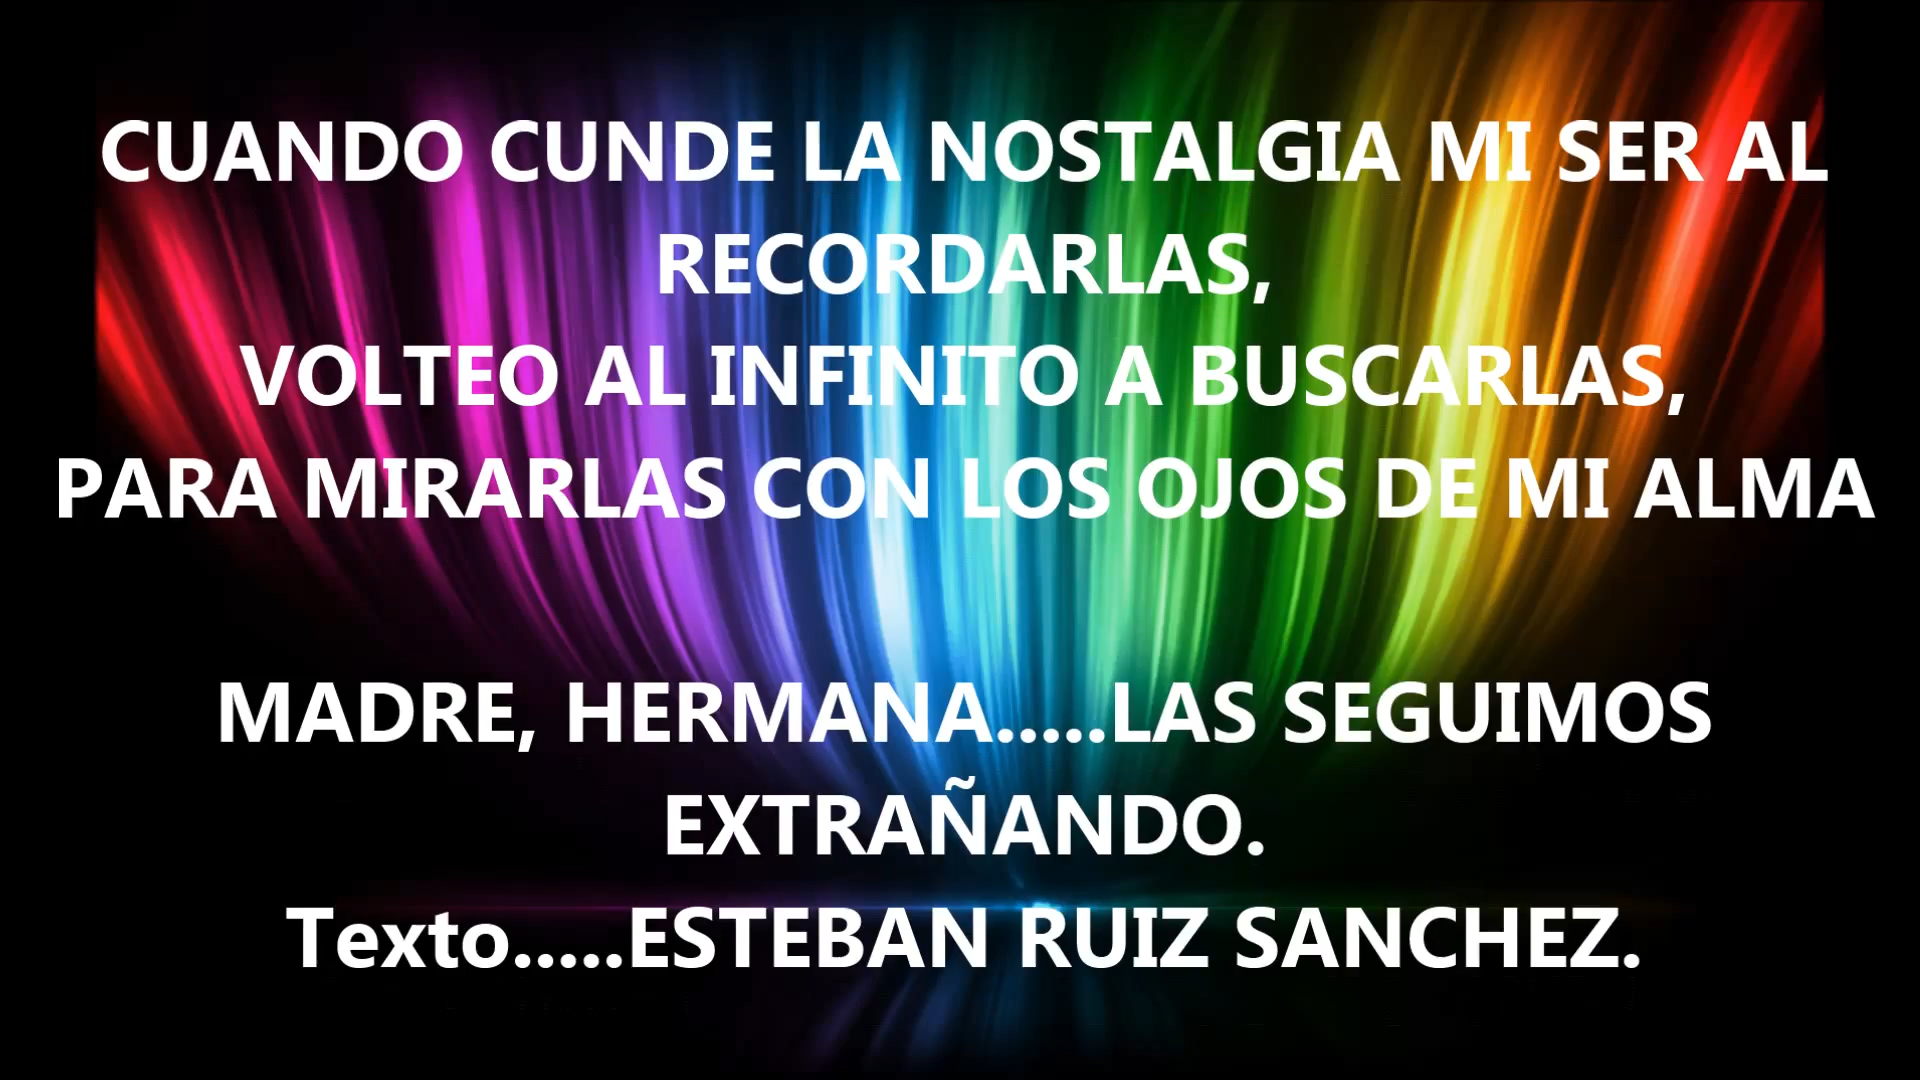 CUANDO CUNDE LA NOSTALGIA MI SER AL
RECORDARLAS,
VOLTEO AL INFINITO A BUSCARLAS,
PARA MIRARLAS CON LOS OJOS DE MI ALMA
MADRE, HERMANA.....LAS SEGUIMOS
EXTRAÑANDO.
Texto.....ESTEBAN RUIZ SANCHEZ.